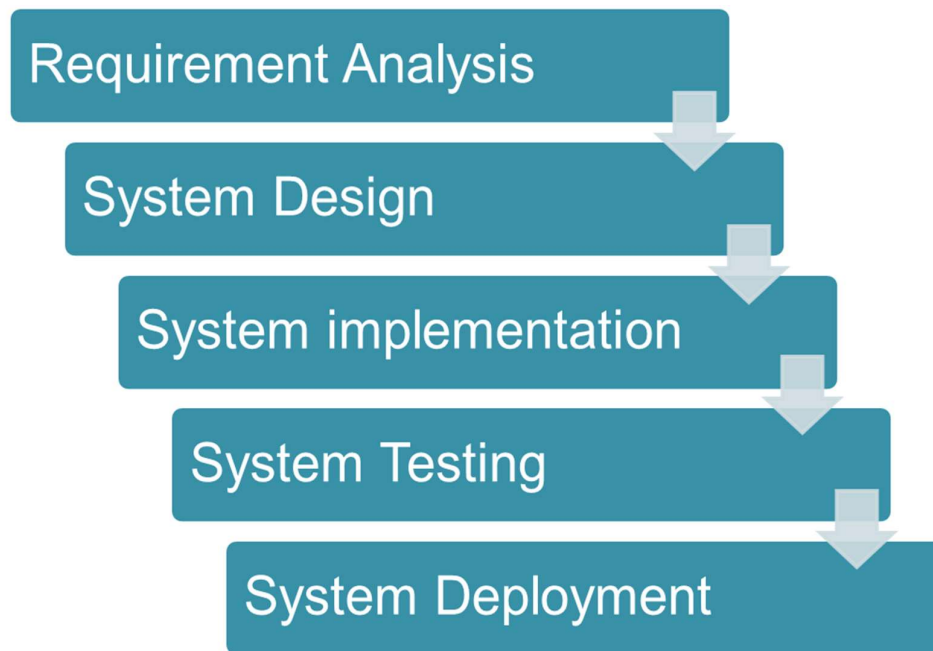 Requirement Analysis
System Design
System implementation
System Testing
System Deployment